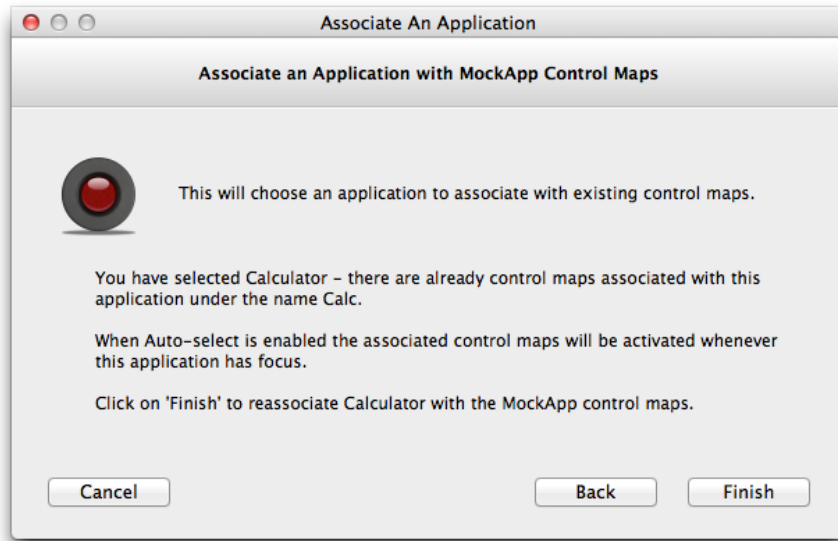 Associate An Application
Associate an Application with MockApp Control Maps
This will choose an application to associate with existing control maps.
You have selected Calculator – there are already control maps associated with this
application under the name Calc.
When Auto-select is enabled the associated control maps will be activated whenever
this application has focus.
Click on 'Finish' to reassociate Calculator with the MockApp control maps.
Cancel
Back
Finish